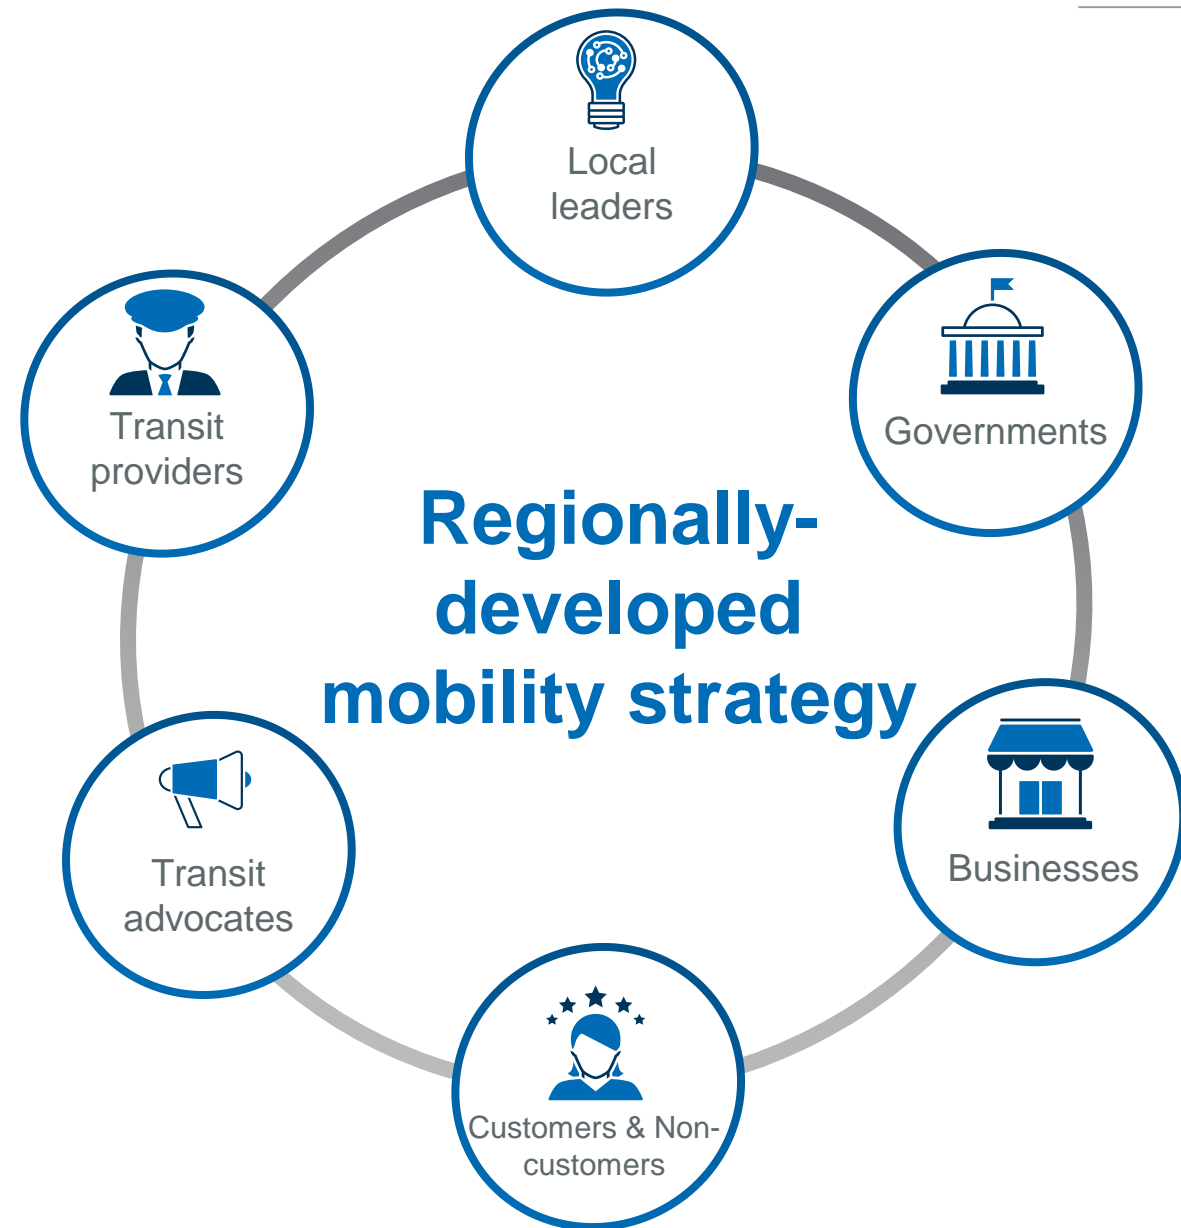 Local
leaders
Governments
Businesses
Customers & Non-
customers
Transit
advocates
Transit
providers
Regionally-
developed
mobility strategy